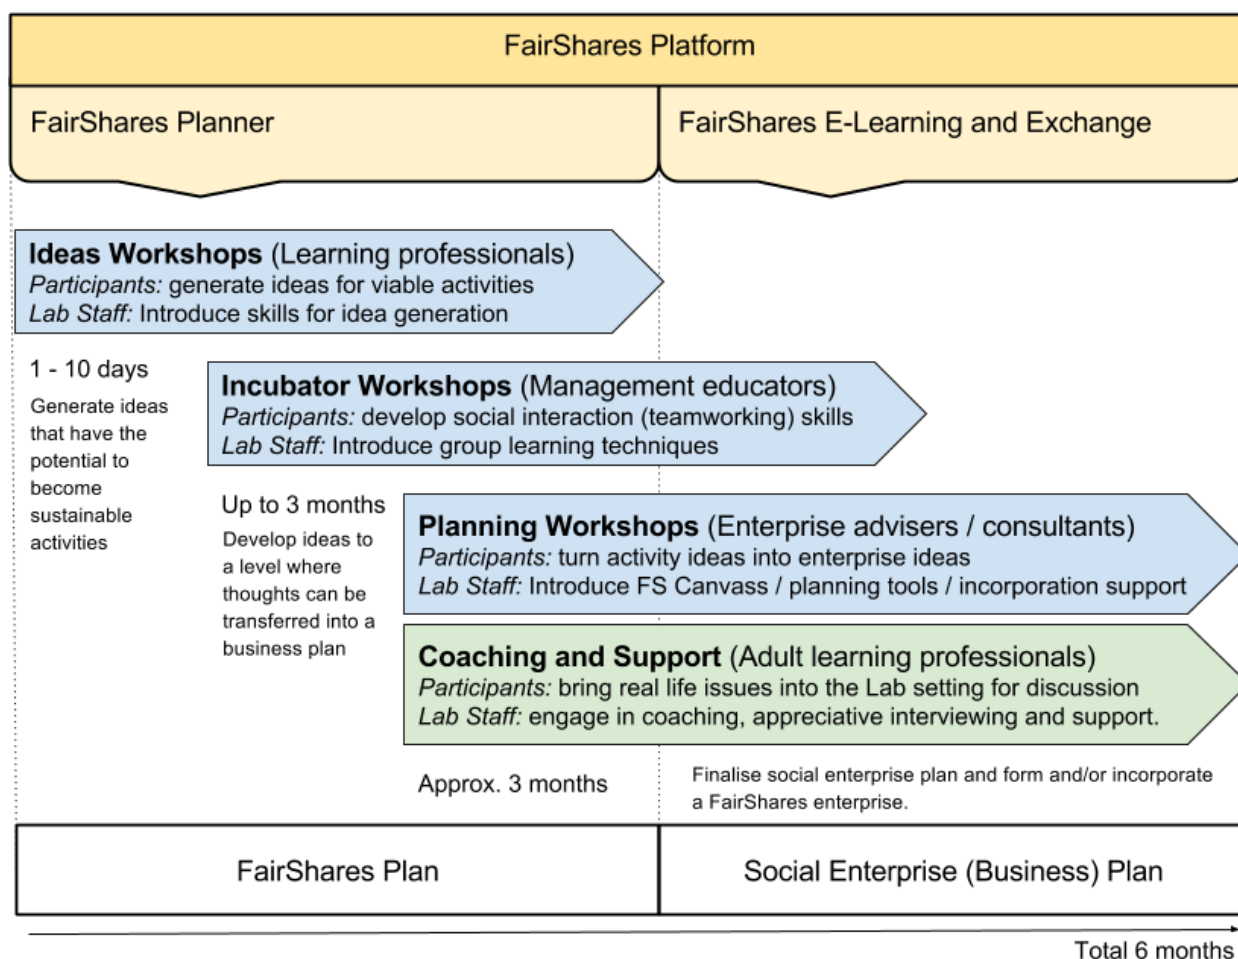 FairShares Platform
FairShares Planner
FairShares E-Learning and Exchange
Ideas Workshops (Learning professionals)
Participants: generate ideas for viable activities
Lab Staff: Introduce skills for idea generation
1 - 10 days
Generate ideas
that have the
potential to
become
sustainable
activities
Incubator Workshops (Management educators)
Participants: develop social interaction (teamworking) skills
Lab Staff: Introduce group learning techniques
Up to 3 months
Develop ideas to
a level where
thoughts can be
transferred into a
business plan
Planning Workshops (Enterprise advisers / consultants)
Participants: turn activity ideas into enterprise ideas
Lab Staff: Introduce FS Canvass / planning tools / incorporation support
Coaching and Support (Adult learning professionals)
Participants: bring real life issues into the Lab setting for discussion
Lab Staff: engage in coaching, appreciative interviewing and support.
Approx. 3 months
Finalise social enterprise plan and form and/or incorporate
a FairShares enterprise.
FairShares Plan
Social Enterprise (Business) Plan
Total 6 months